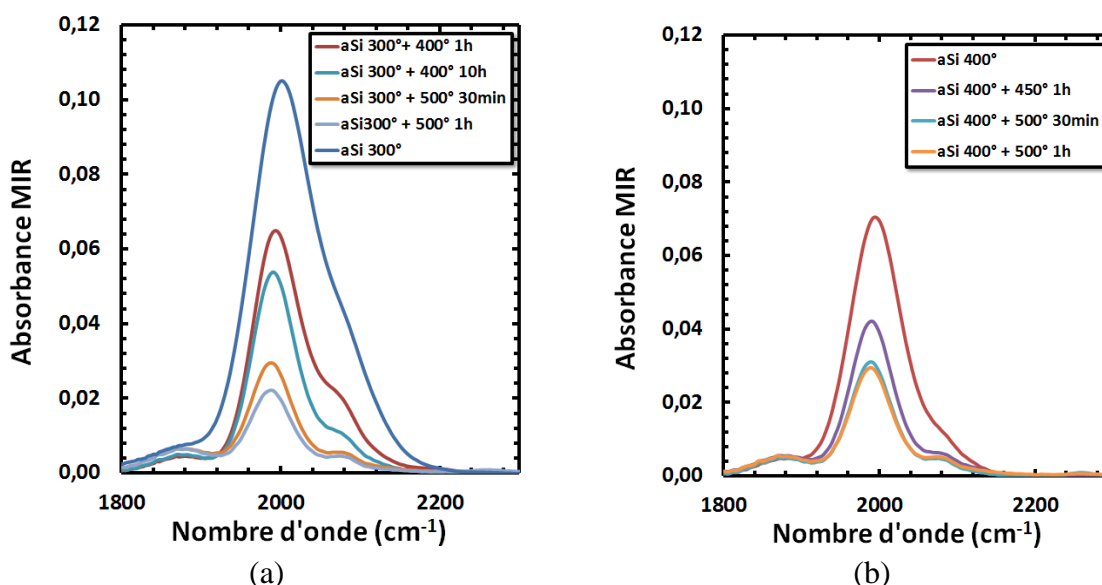 0,12
0,10
0,08
0,06
0,04
0,02
0,00
Absorbance MIR
aSi 300°+ 400° 1h
aSi 300° + 400° 10h
aSi 300° + 500° 30min
aSi300° + 500° 1h
aSi 300°
1800
2000
2200
Nombre d'onde (cm-1)
(a)
0,12
0,10
0,08
0,06
0,04
0,02
0,00
Absorbance MIR
aSi 400°
aSi 400° + 450° 1h
aSi 400° + 500° 30min
aSi 400° + 500° 1h
1800
2000
2200
Nombre d'onde (cm-1)
(b)